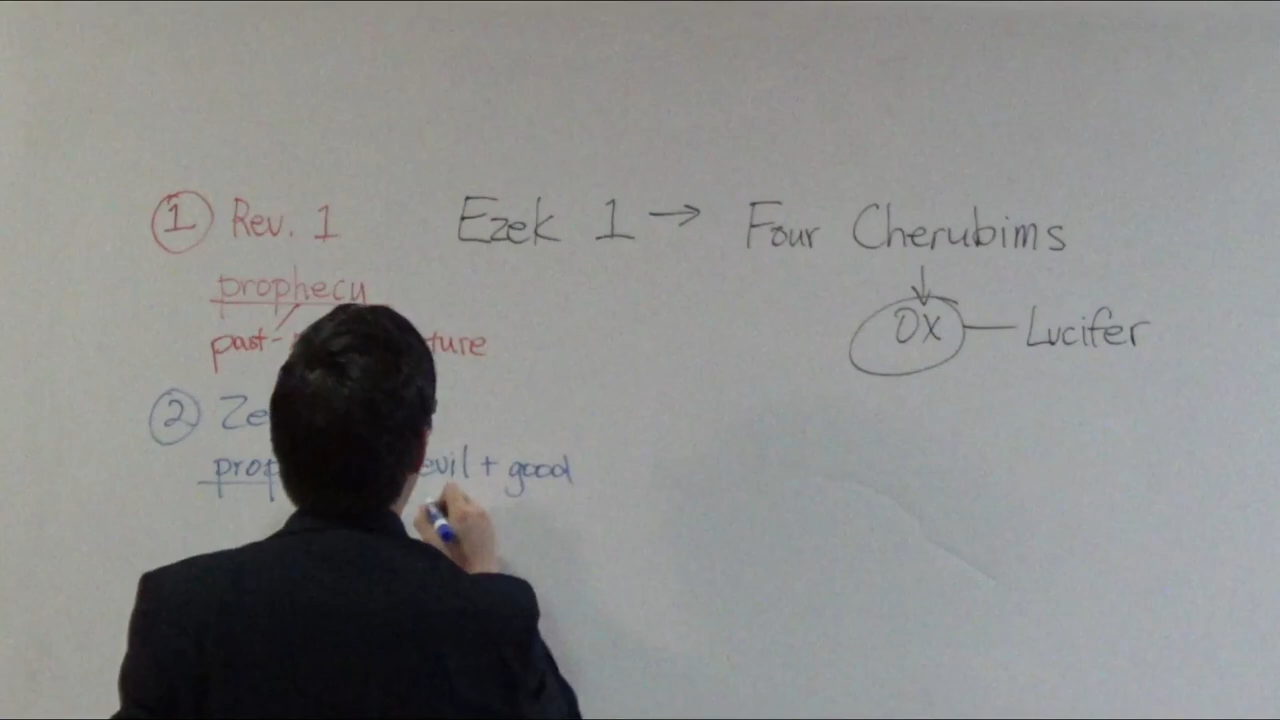 ① Rev. 1
prophecy
past- ture
② Ze
prop evil + good
Ezek 1 → Four Cherubims
↓
OX — Lucifer